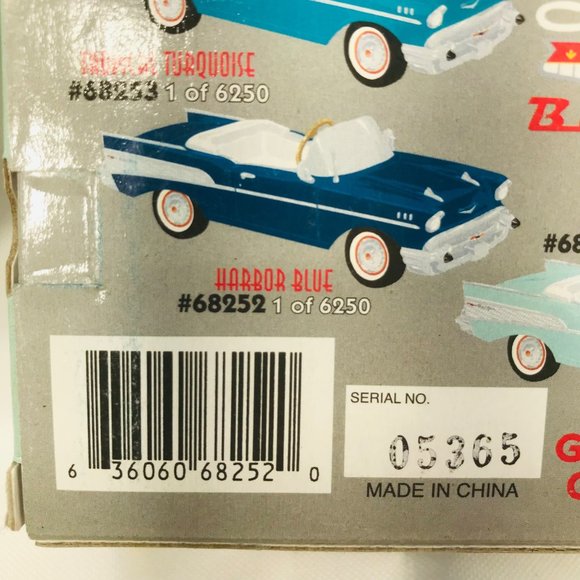 TURQUOISE
#68253 1 of 6250
B
HARBOR BLUE
#68
#68252 1 of 6250
SERIAL NO.
05365
6 36060 68252 0
MADE IN CHINA
G